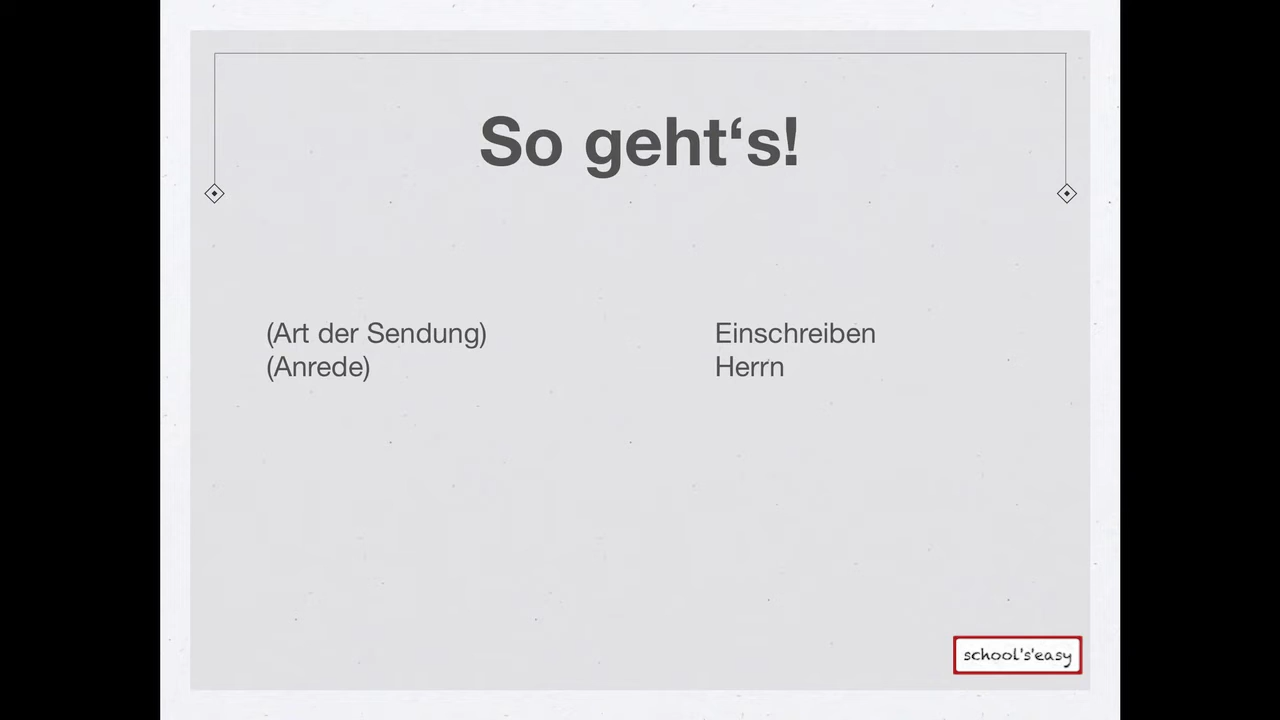 So geht‘s!
(Art der Sendung) Einschreiben
(Anrede) Herrn
school's'easy